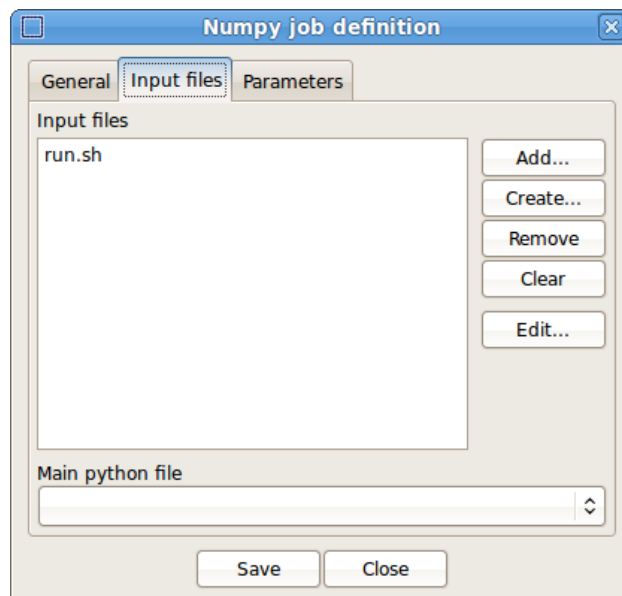 Numpy job definition
General Input files Parameters
Input files
run.sh
Add...
Create...
Remove
Clear
Edit...
Main python file
Save Close